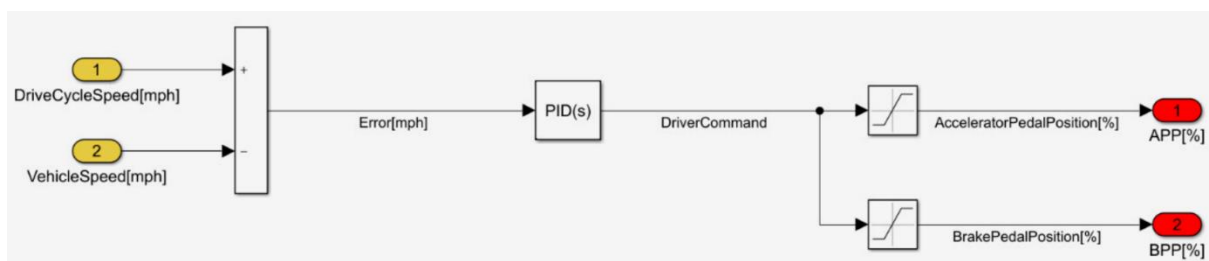 1
DriveCycleSpeed[mph]
2
VehicleSpeed[mph]
+
−
Error[mph]
PID(s)
DriverCommand
AcceleratorPedalPosition[%]
1
APP[%]
BrakePedalPosition[%]
2
BPP[%]